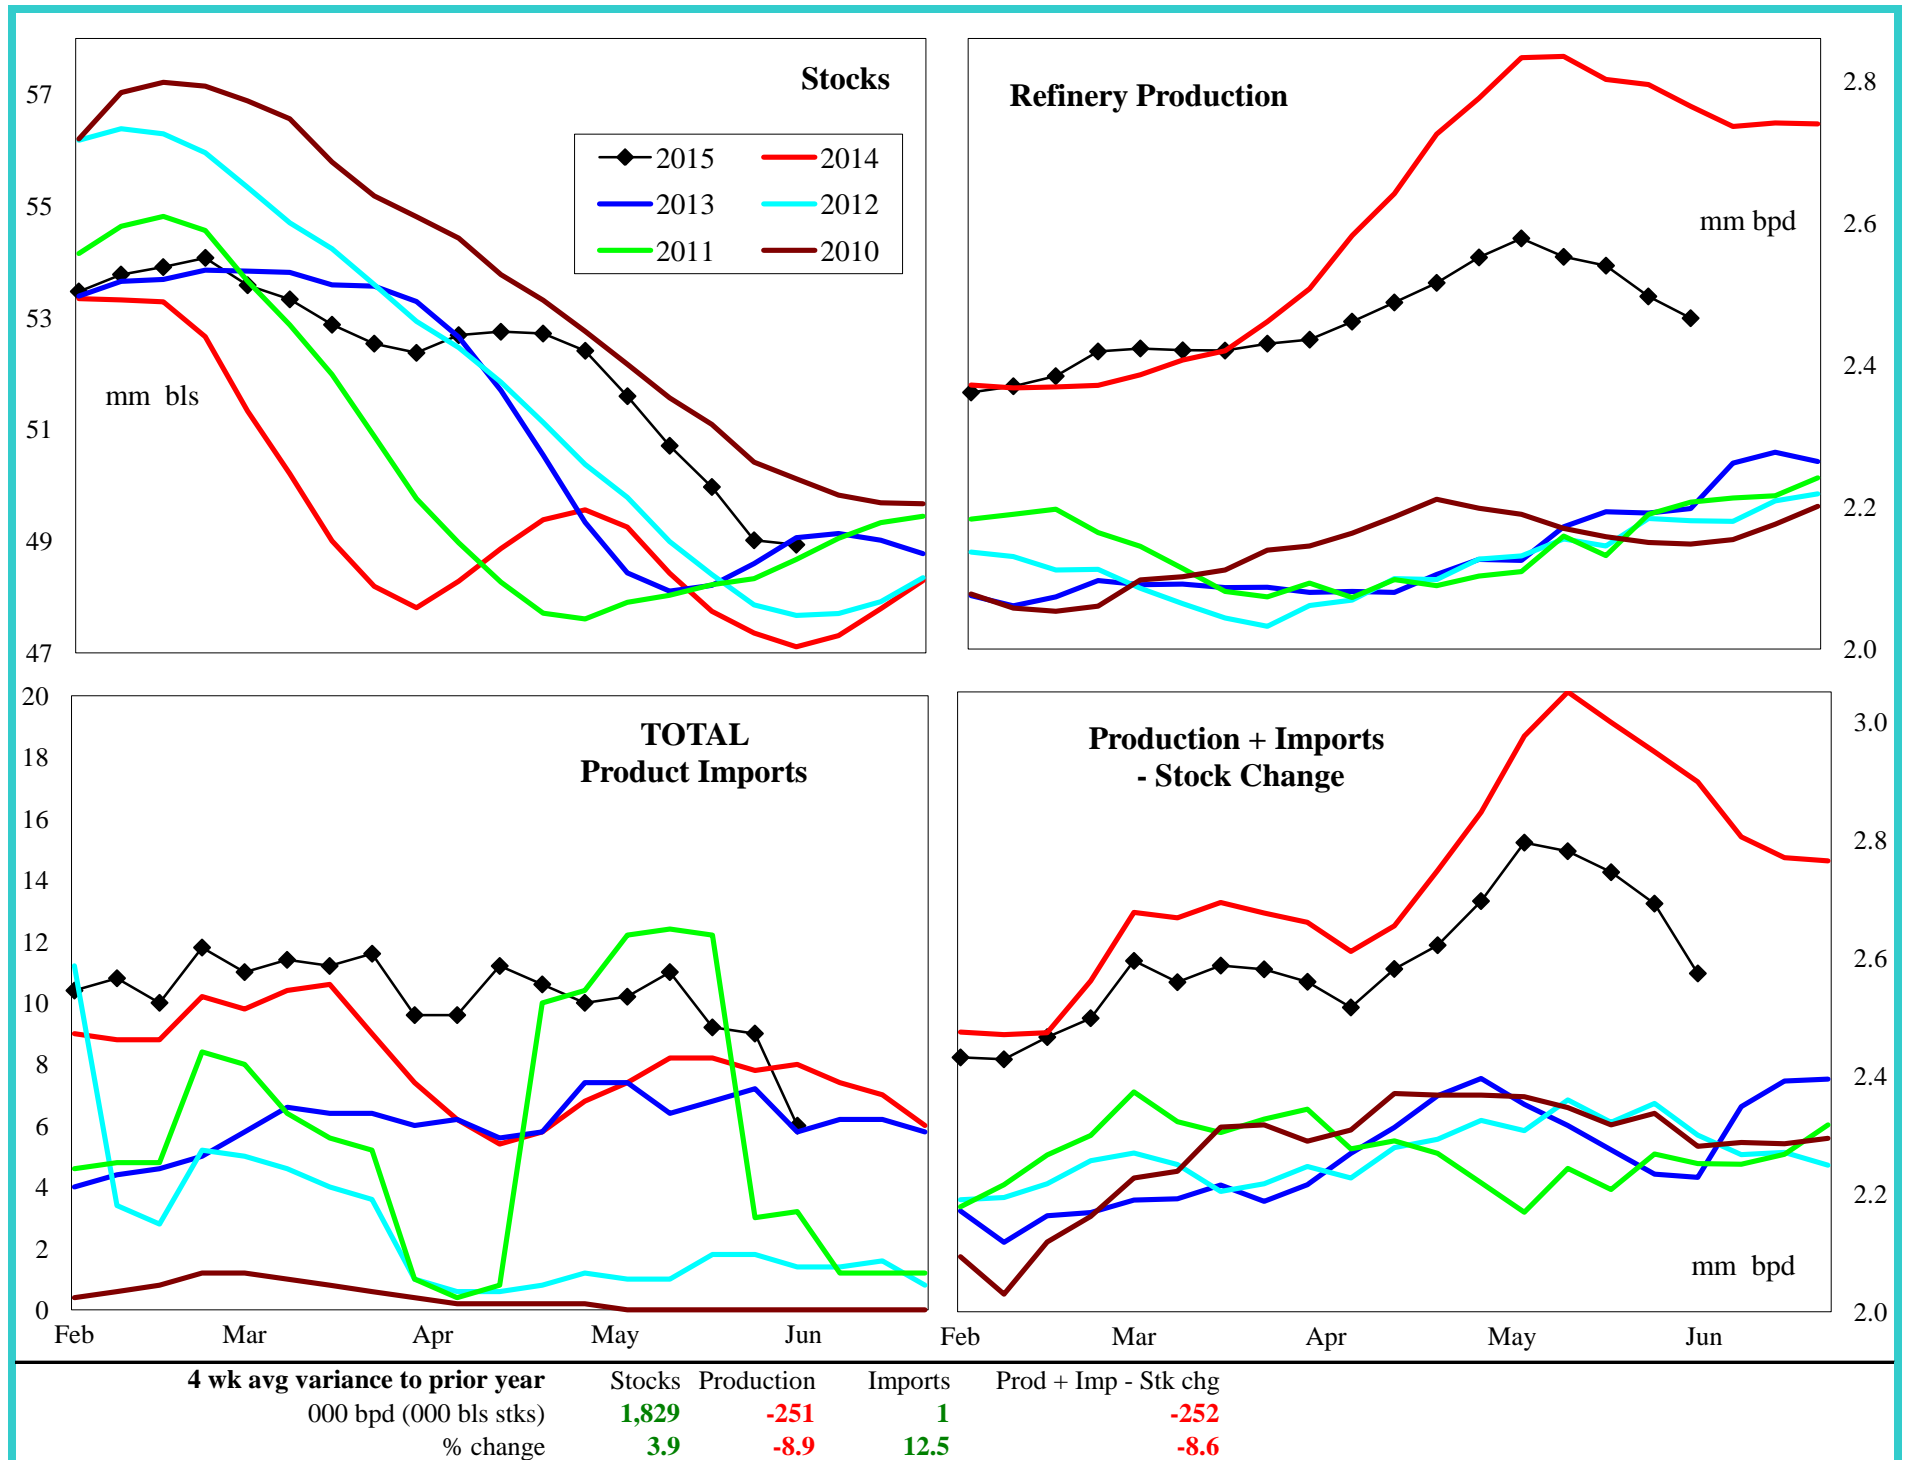 Stocks
57
55
53
51
49
47
mm bls
2015 2014
2013 2012
2011 2010
Refinery Production
mm bpd
2.8
2.6
2.4
2.2
2.0
TOTAL
Product Imports
20
18
16
14
12
10
8
6
4
2
0
Feb Mar Apr May Jun
Production + Imports
- Stock Change
mm bpd
3.0
2.8
2.6
2.4
2.2
2.0
Feb Mar Apr May Jun
4 wk avg variance to prior year Stocks Production Imports Prod + Imp - Stk chg
000 bpd (000 bls stks) 1,829 -251 1 -252
% change 3.9 -8.9 12.5 -8.6